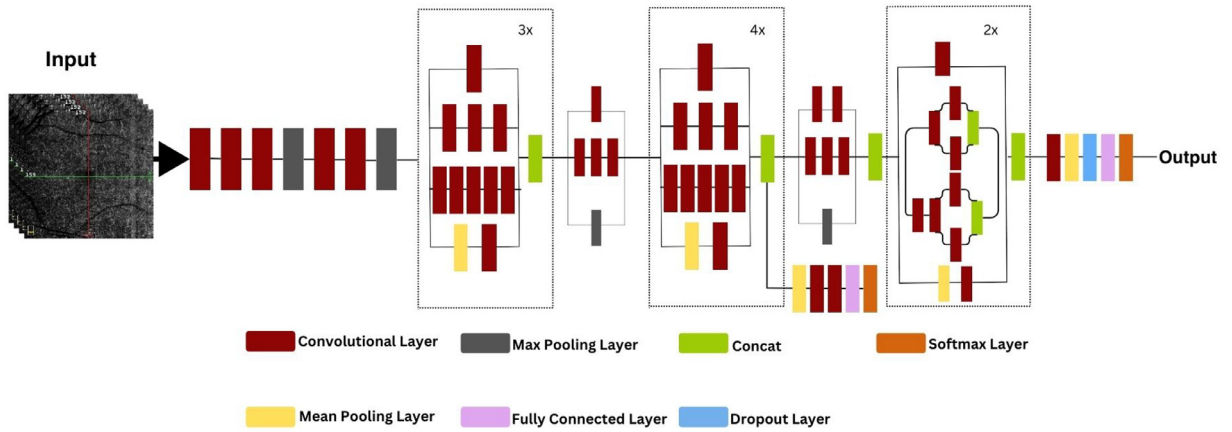 Input
3x
4x
2x
Output
Convolutional Layer
Max Pooling Layer
Concat
Softmax Layer
Mean Pooling Layer
Fully Connected Layer
Dropout Layer